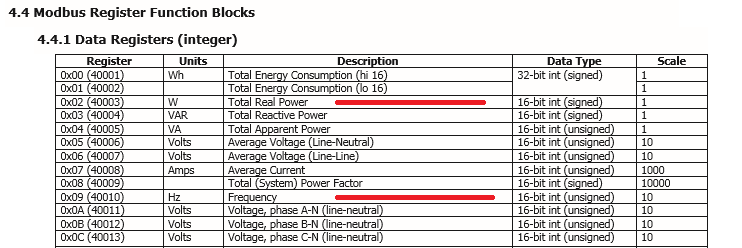 4.4 Modbus Register Function Blocks
4.4.1 Data Registers (integer)
Register Units Description Data Type Scale
0x00 (40001) Wh Total Energy Consumption (hi 16) 32-bit int (signed) 1
0x01 (40002) Total Energy Consumption (lo 16) 1
0x02 (40003) W Total Real Power 16-bit int (signed) 1
0x03 (40004) VAR Total Reactive Power 16-bit int (signed) 1
0x04 (40005) VA Total Apparent Power 16-bit int (unsigned) 1
0x05 (40006) Volts Average Voltage (Line-Neutral) 16-bit int (unsigned) 10
0x06 (40007) Volts Average Voltage (Line-Line) 16-bit int (unsigned) 10
0x07 (40008) Amps Average Current 16-bit int (unsigned) 1000
0x08 (40009) Total (System) Power Factor 16-bit int (signed) 10000
0x09 (40010) Hz Frequency 16-bit int (unsigned) 10
0x0A (40011) Volts Voltage, phase A-N (line-neutral) 16-bit int (unsigned) 10
0x0B (40012) Volts Voltage, phase B-N (line-neutral) 16-bit int (unsigned) 10
0x0C (40013) Volts Voltage, phase C-N (line-neutral) 16-bit int (unsigned) 10